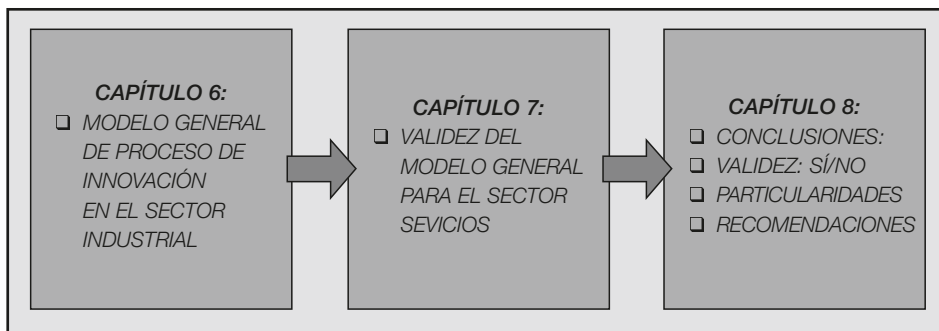 CAPÍTULO 6:
❑ MODELO GENERAL
DE PROCESO DE
INNOVACIÓN
EN EL SECTOR
INDUSTRIAL
CAPÍTULO 7:
❑ VALIDEZ DEL
MODELO GENERAL
PARA EL SECTOR
SEVICIOS
CAPÍTULO 8:
❑ CONCLUSIONES:
❑ VALIDEZ: SÍ/NO
❑ PARTICULARIDADES
❑ RECOMENDACIONES